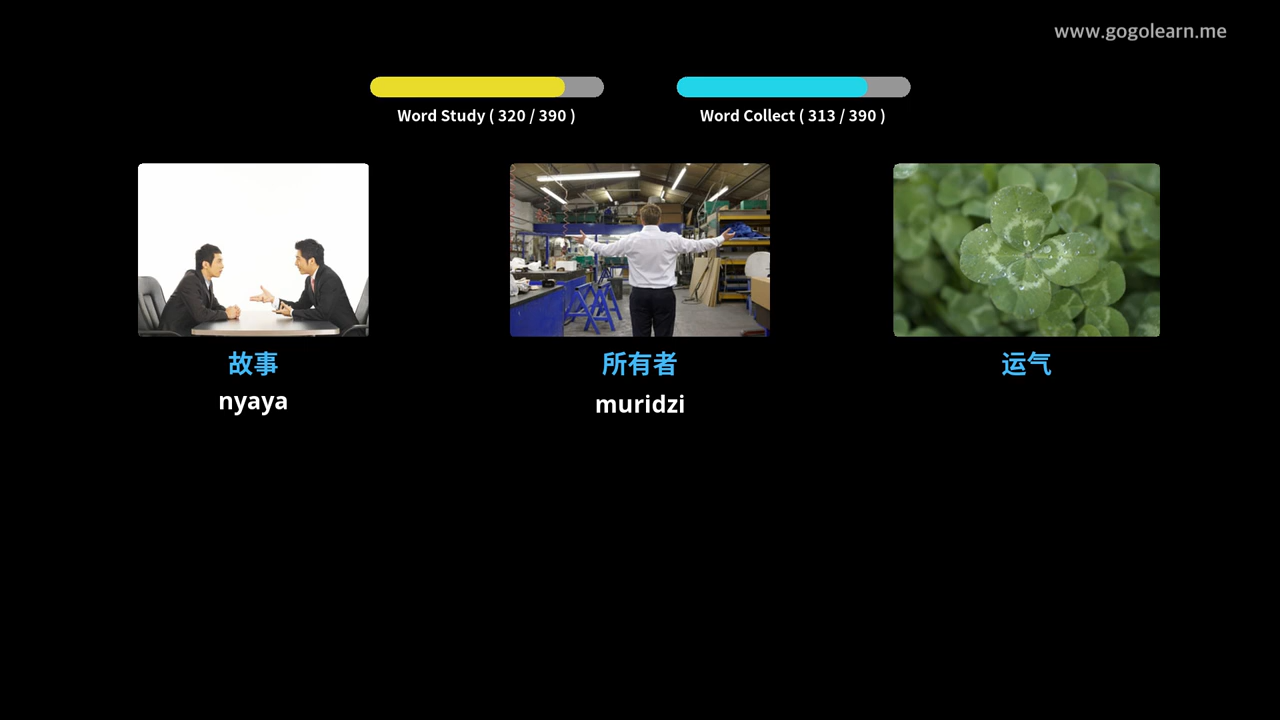 www.gogolearn.me
Word Study ( 320 / 390 )
Word Collect ( 313 / 390 )
故事
所有者
运气
nyaya
muridzi